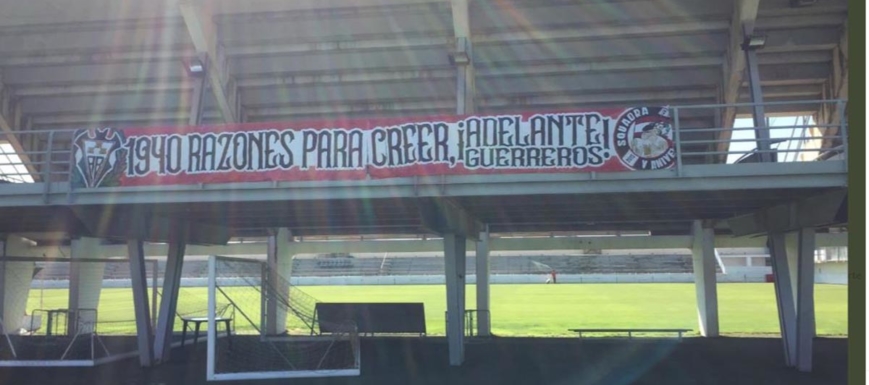 1940 RAZONES PARA CREER, ¡ADELANTE
GUERREROS!